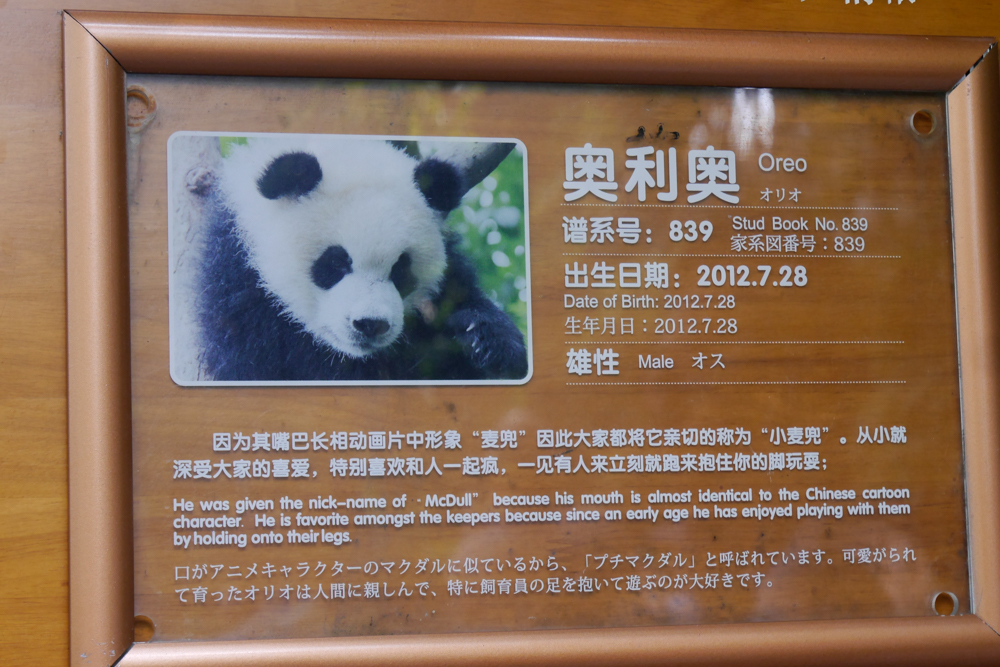 奥利奥 Oreo
オリオ
谱系号：839 Stud Book No. 839
家系図番号：839
出生日期：2012.7.28
Date of Birth: 2012.7.28
生年月日：2012.7.28
雄性 Male オス
因为其嘴巴长相动画片中形象“麦兜”因此大家都将它亲切的称为“小麦兜”。从小就
深受大家的喜爱，特别喜欢和人一起疯，一见有人来立刻就跑来抱住你的脚玩耍；
He was given the nick-name of · McDull” because his mouth is almost identical to the Chinese cartoon
character. He is favorite amongst the keepers because since an early age he has enjoyed playing with them
by holding onto their legs.
口がアニメキャラクターのマクダルに似ているから、「プチマクダル」と呼ばれています。可愛がられ
て育ったオリオは人間に親しんで、特に飼育員の足を抱いて遊ぶのが大好きです。